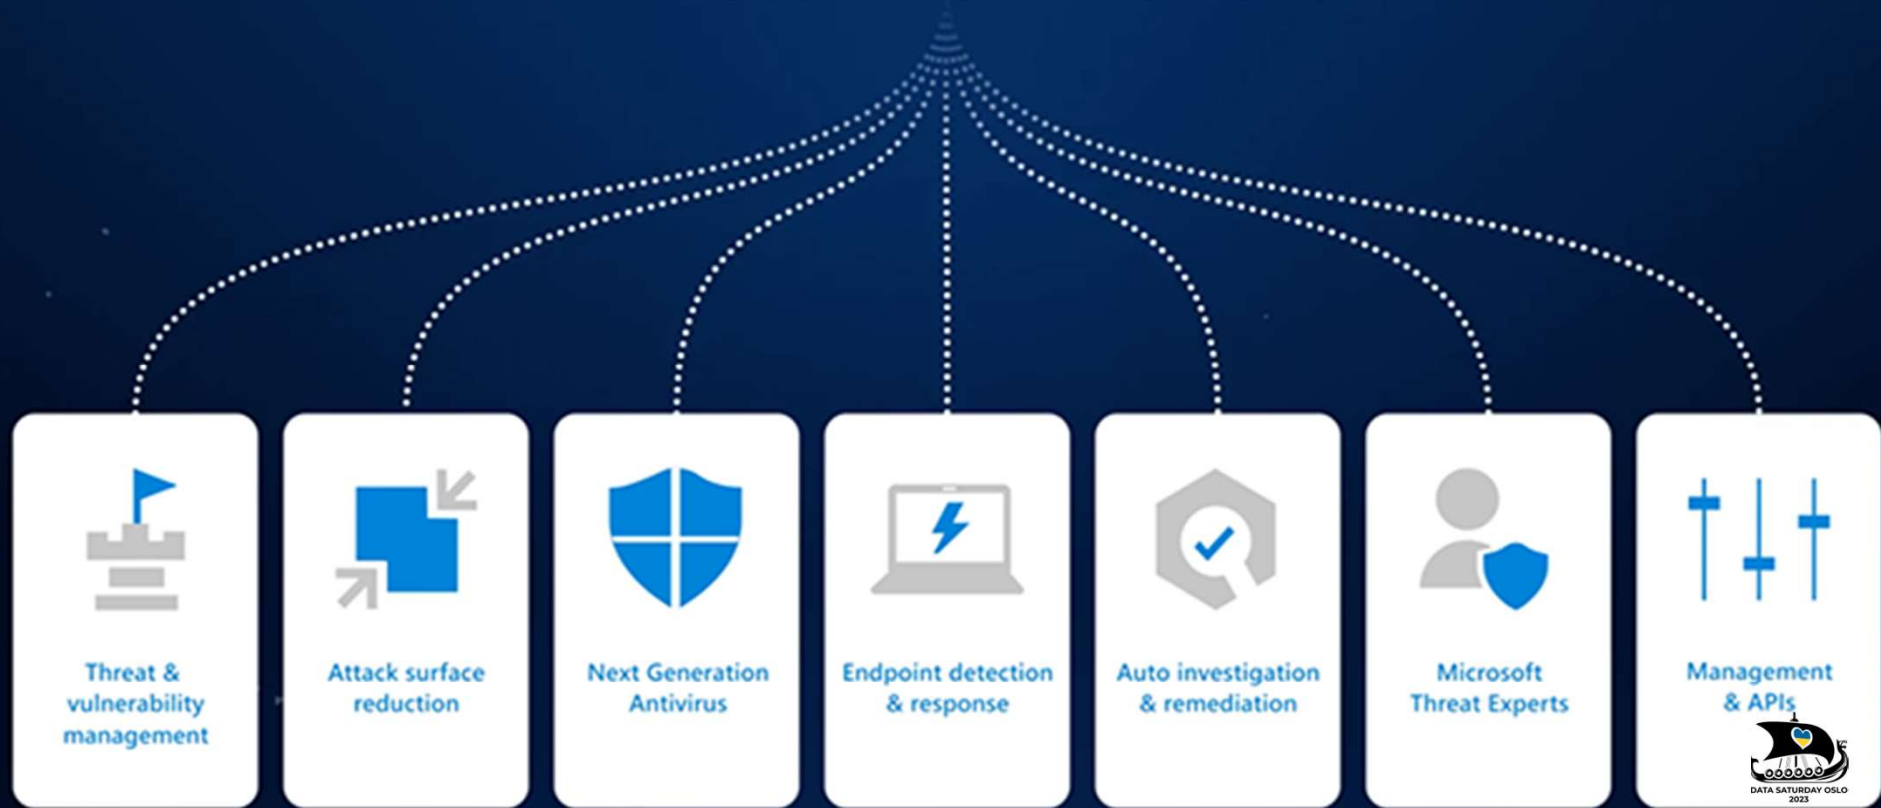 Threat &
vulnerability
management
Attack surface
reduction
Next Generation
Antivirus
Endpoint detection
& response
Auto investigation
& remediation
Microsoft
Threat Experts
Management
& APIs
DATA SATURDAY OSLO
2023